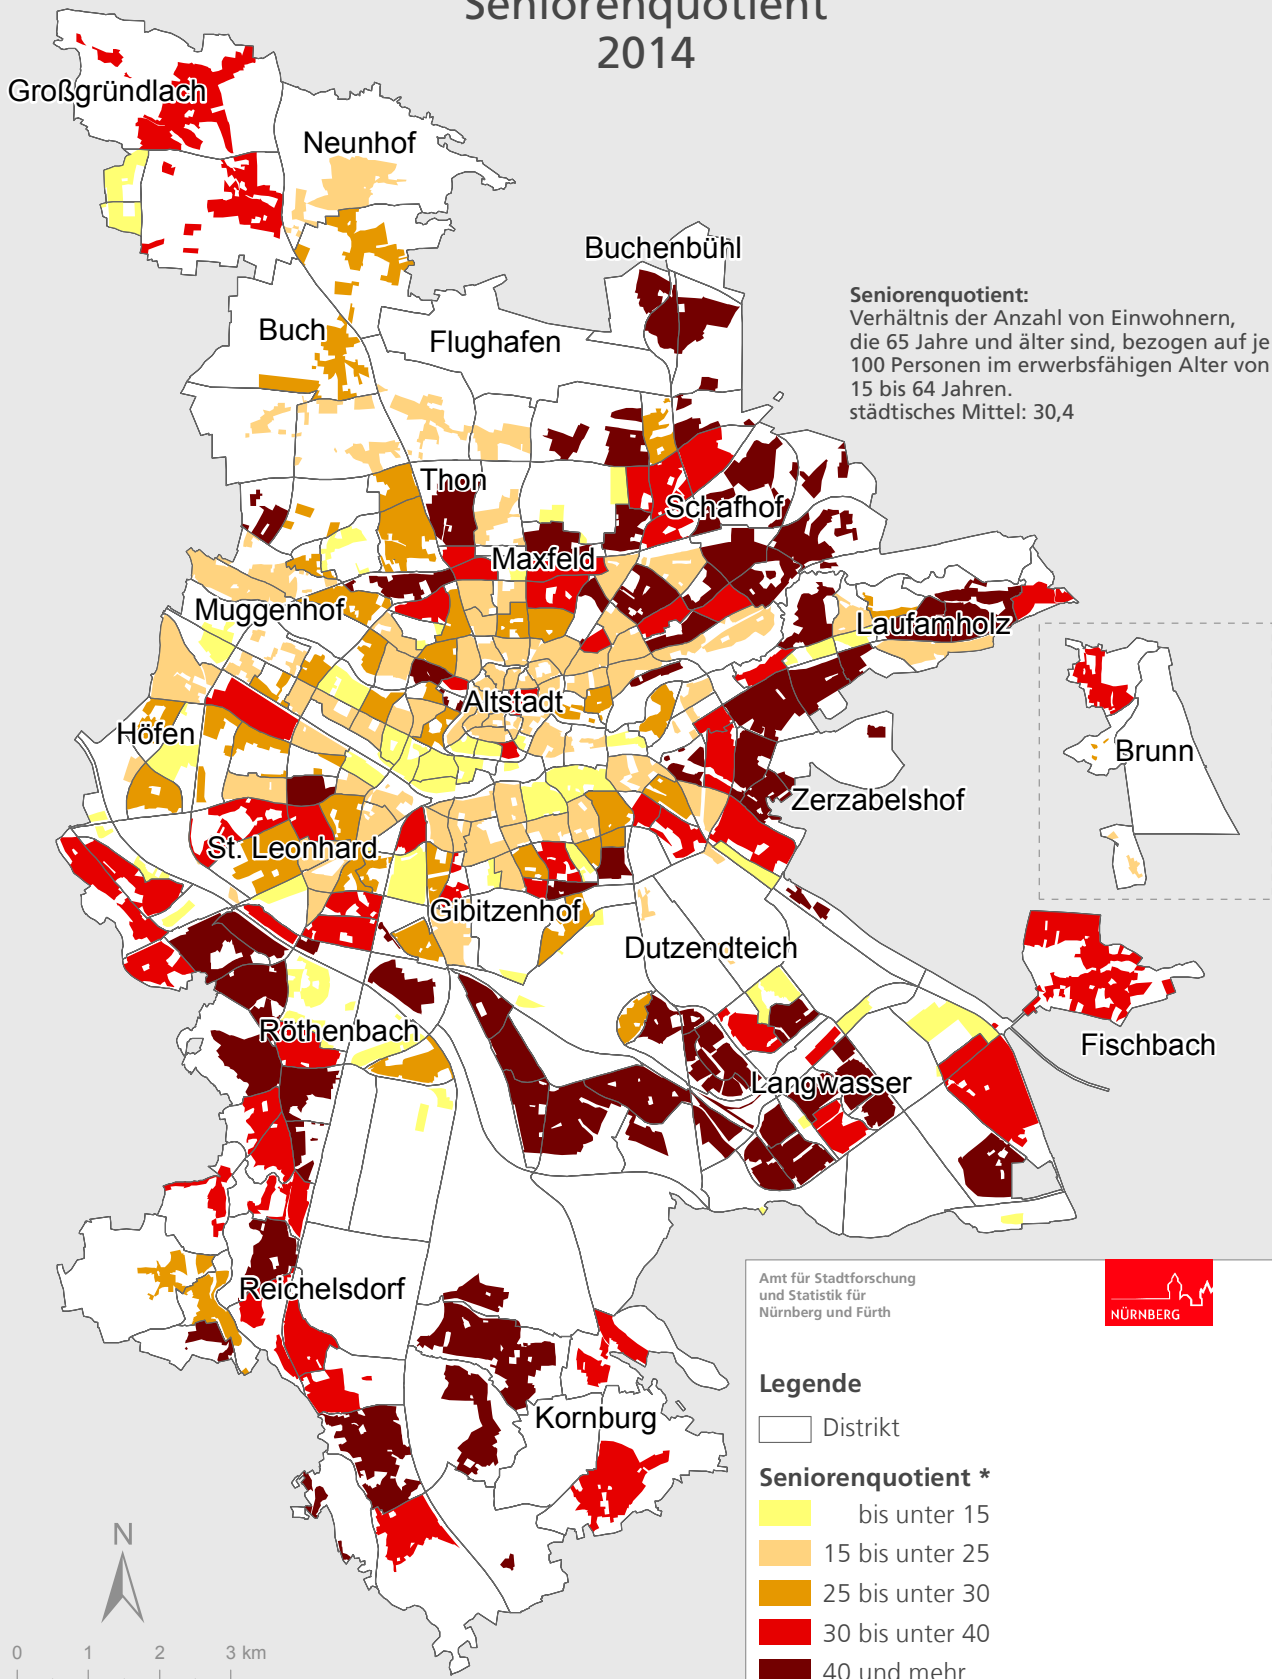 Seniorenquotient
2014
Großgründlach
Neunhof
Buchenbühl
Seniorenquotient:
Verhältnis der Anzahl von Einwohnern,
die 65 Jahre und älter sind, bezogen auf je
100 Personen im erwerbsfähigen Alter von
15 bis 64 Jahren.
städtisches Mittel: 30,4
Buch
Flughafen
Thon
Schafhof
Maxfeld
Muggenhof
Laufamholz
Altstadt
Höfen
Brunn
Zerzabelshof
St. Leonhard
Gibitzenhof
Dutzendteich
Röthenbach
Fischbach
Langwasser
Reichelsdorf
Kornburg
Amt für Stadtforschung
und Statistik für
Nürnberg und Fürth
NÜRNBERG
Legende
Distrikt
Seniorenquotient *
bis unter 15
15 bis unter 25
25 bis unter 30
30 bis unter 40
40 und mehr
N
0 1 2 3 km